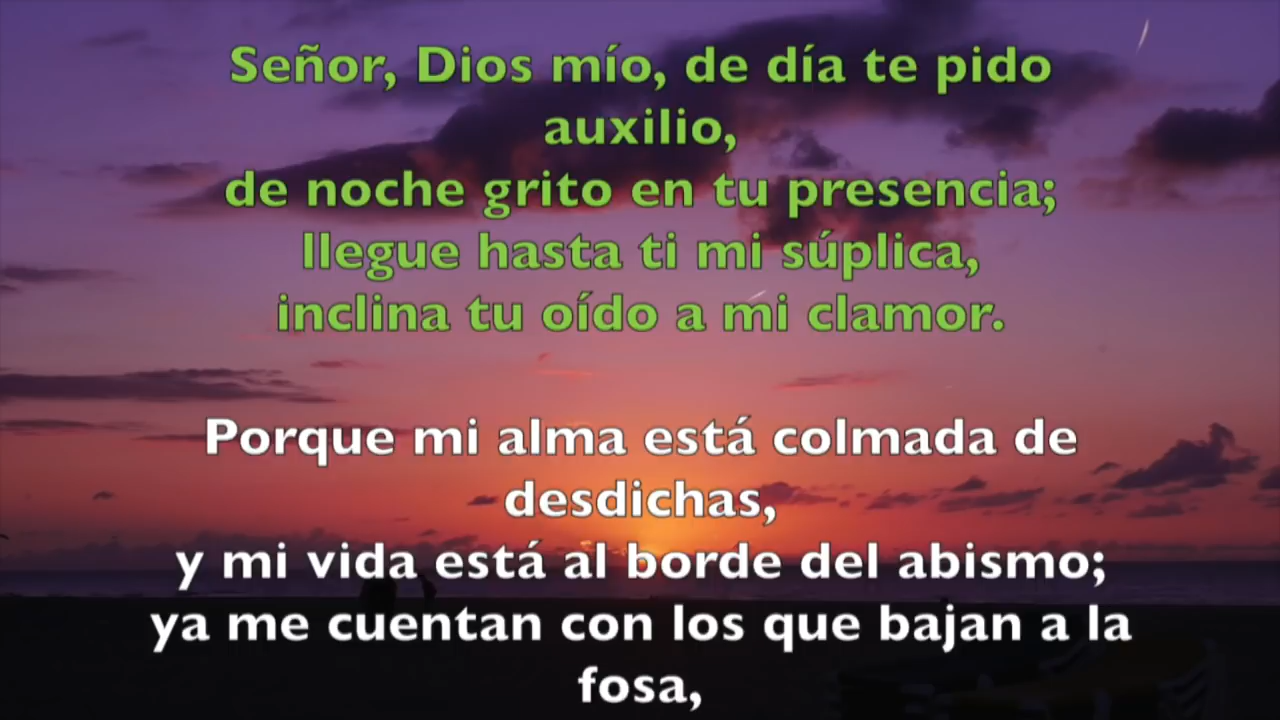 Señor, Dios mío, de día te pido
auxilio,
de noche grito en tu presencia;
llegue hasta ti mi súplica,
inclina tu oído a mi clamor.
Porque mi alma está colmada de
desdichas,
y mi vida está al borde del abismo;
ya me cuentan con los que bajan a la
fosa,